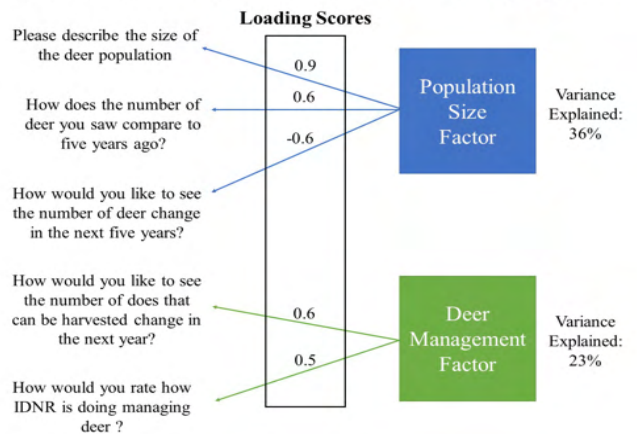 Loading Scores
Please describe the size of
the deer population
0.9
How does the number of
deer you saw compare to
five years ago?
0.6
-0.6
How would you like to see
the number of deer change
in the next five years?
Population
Size
Factor
Variance
Explained:
36%
How would you like to see
the number of does that
can be harvested change in
the next year?
0.6
0.5
How would you rate how
IDNR is doing managing
deer ?
Deer
Management
Factor
Variance
Explained:
23%